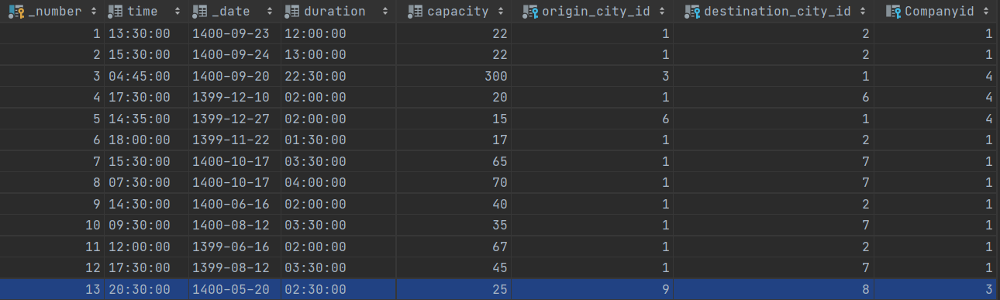 _number time _date duration capacity origin_city_id destination_city_id Companyid
1 13:30:00 1400-09-23 12:00:00 22 1 2 1
2 15:30:00 1400-09-24 13:00:00 22 1 2 1
3 04:45:00 1400-09-20 22:30:00 300 3 1 4
4 17:30:00 1399-12-10 02:00:00 20 1 6 4
5 14:35:00 1399-12-27 02:00:00 15 6 1 4
6 18:00:00 1399-11-22 01:30:00 17 1 2 1
7 15:30:00 1400-10-17 03:30:00 65 1 7 1
8 07:30:00 1400-10-17 04:00:00 70 1 7 1
9 14:30:00 1400-06-16 02:00:00 40 1 2 1
10 09:30:00 1400-08-12 03:30:00 35 1 7 1
11 12:00:00 1399-06-16 02:00:00 67 1 2 1
12 17:30:00 1399-08-12 03:30:00 45 1 7 1
13 20:30:00 1400-05-20 02:30:00 25 9 8 3